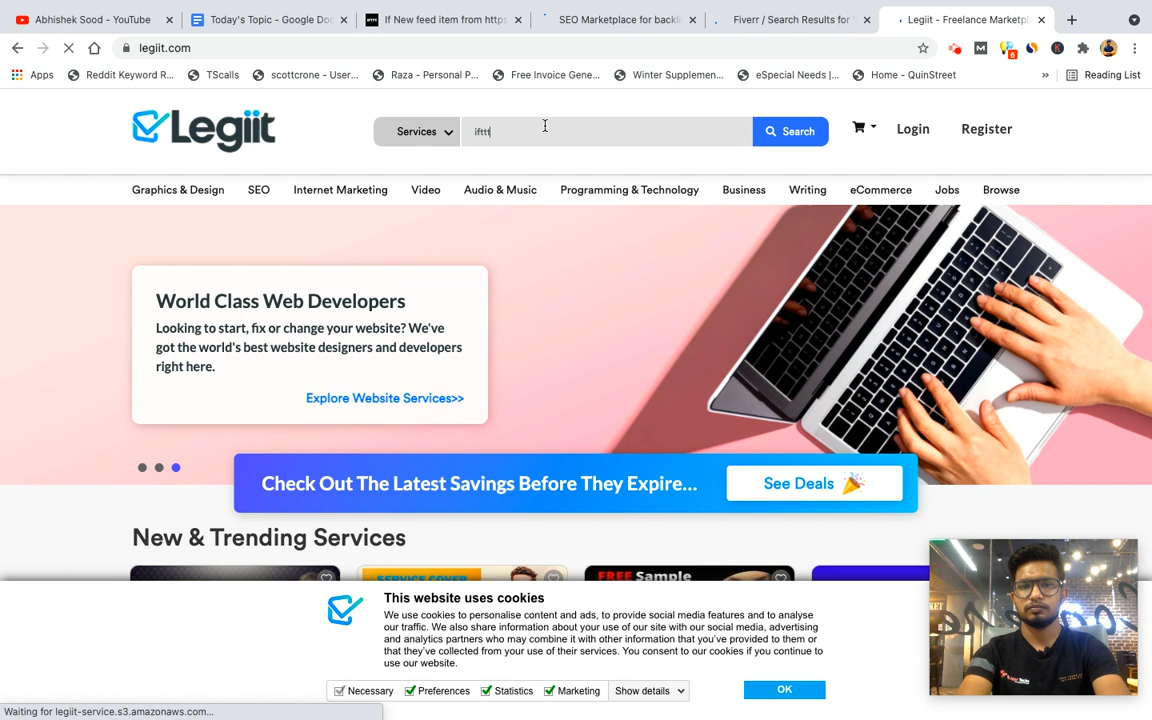 Abhishek Sood - YouTube
Today's Topic - Google Doc
If New feed item from https
SEO Marketplace for backli
Fiverr / Search Results for '
Legiit - Freelance Marketpl
legiit.com
6
Apps
Reddit Keyword R...
TScalls
scottcrone - User...
Raza - Personal P...
Free Invoice Gene...
Winter Supplemen...
eSpecial Needs |...
Home - QuinStreet
»
Reading List
Legiit
Services
ifttt
Search
Login
Register
Graphics & Design
SEO
Internet Marketing
Video
Audio & Music
Programming & Technology
Business
Writing
eCommerce
Jobs
Browse
World Class Web Developers
Looking to start, fix or change your website? We've
got the world's best website designers and developers
right here.
Explore Website Services>>
Check Out The Latest Savings Before They Expire...
See Deals
New & Trending Services
SERVICE COVER
FREE Sample
This website uses cookies
We use cookies to personalise content and ads, to provide social media features and to analyse
our traffic. We also share information about your use of our site with our social media, advertising
and analytics partners who may combine it with other information that you've provided to them or
that they've collected from your use of their services. You consent to our cookies if you continue to
use our website.
Necessary
Preferences
Statistics
Marketing
Show details
OK
Waiting for legiit-service.s3.amazonaws.com...